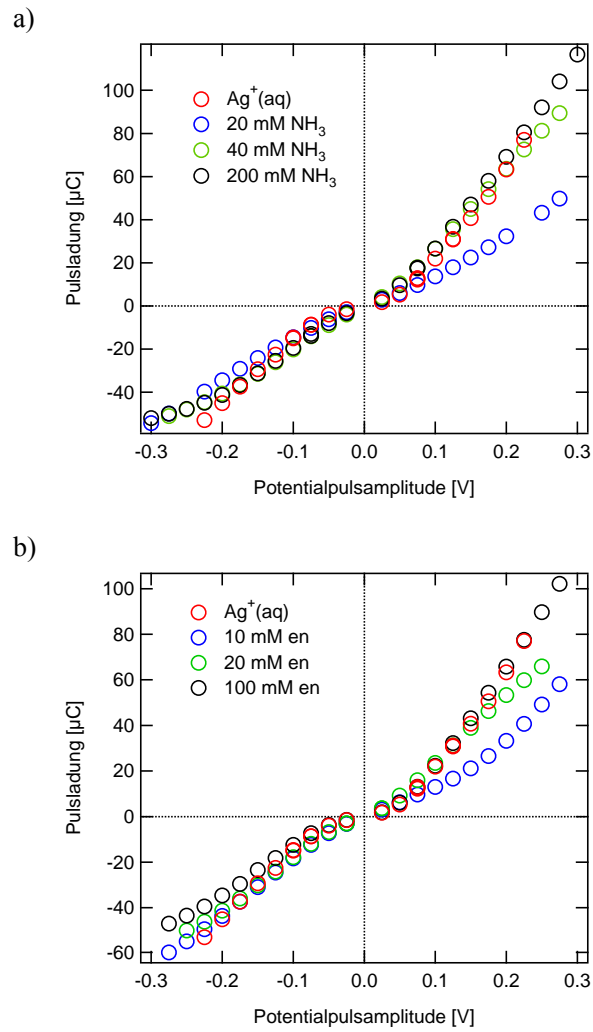 a)
100
80
60
40
20
0
-20
-40
Pulsladung [µC]
Ag⁺(aq)
20 mM NH₃
40 mM NH₃
200 mM NH₃
-0.3 -0.2 -0.1 0.0 0.1 0.2 0.3
Potentialpulsamplitude [V]
b)
100
80
60
40
20
0
-20
-40
-60
Pulsladung [µC]
Ag⁺(aq)
10 mM en
20 mM en
100 mM en
-0.3 -0.2 -0.1 0.0 0.1 0.2 0.3
Potentialpulsamplitude [V]